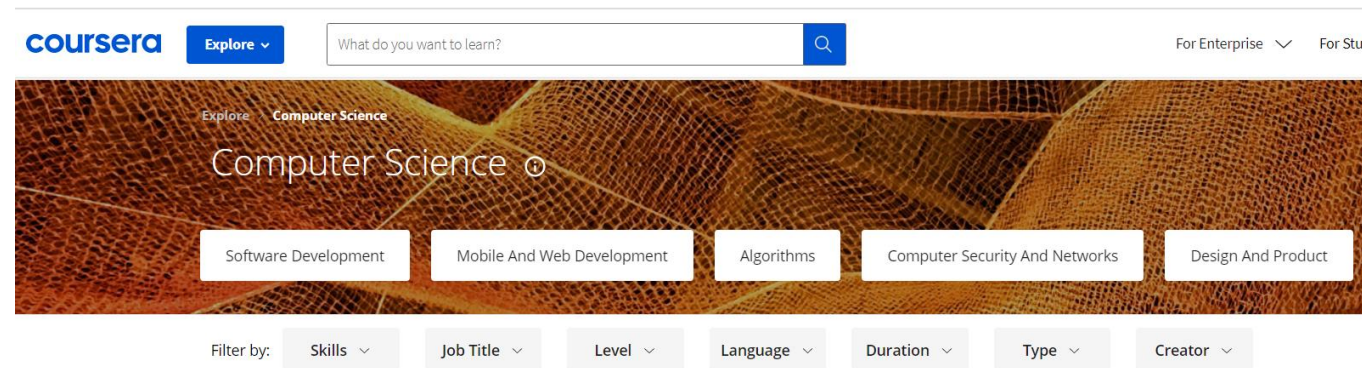 coursera Explore What do you want to learn? For Enterprise For Stu
Explore Computer Science
Computer Science
Software Development Mobile And Web Development Algorithms Computer Security And Networks Design And Product
Filter by: Skills Job Title Level Language Duration Type Creator